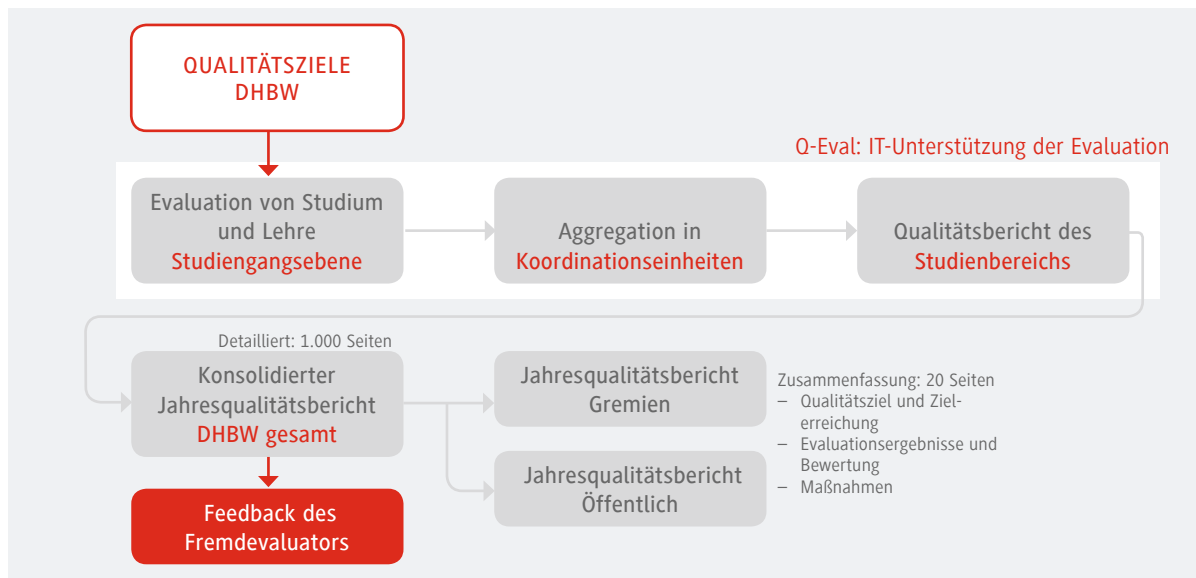 QUALITÄTSZIELE
DHBW
Q-Eval: IT-Unterstützung der Evaluation
Evaluation von Studium
und Lehre
Studiengangsebene
Aggregation in
Koordinationseinheiten
Qualitätsbericht des
Studienbereichs
Detailliert: 1.000 Seiten
Konsolidierter
Jahresqualitätsbericht
DHBW gesamt
Jahresqualitätsbericht
Gremien
Zusammenfassung: 20 Seiten
– Qualitätsziel und Ziel-
erreichung
– Evaluationsergebnisse und
Bewertung
– Maßnahmen
Jahresqualitätsbericht
Öffentlich
Feedback des
Fremdevaluators